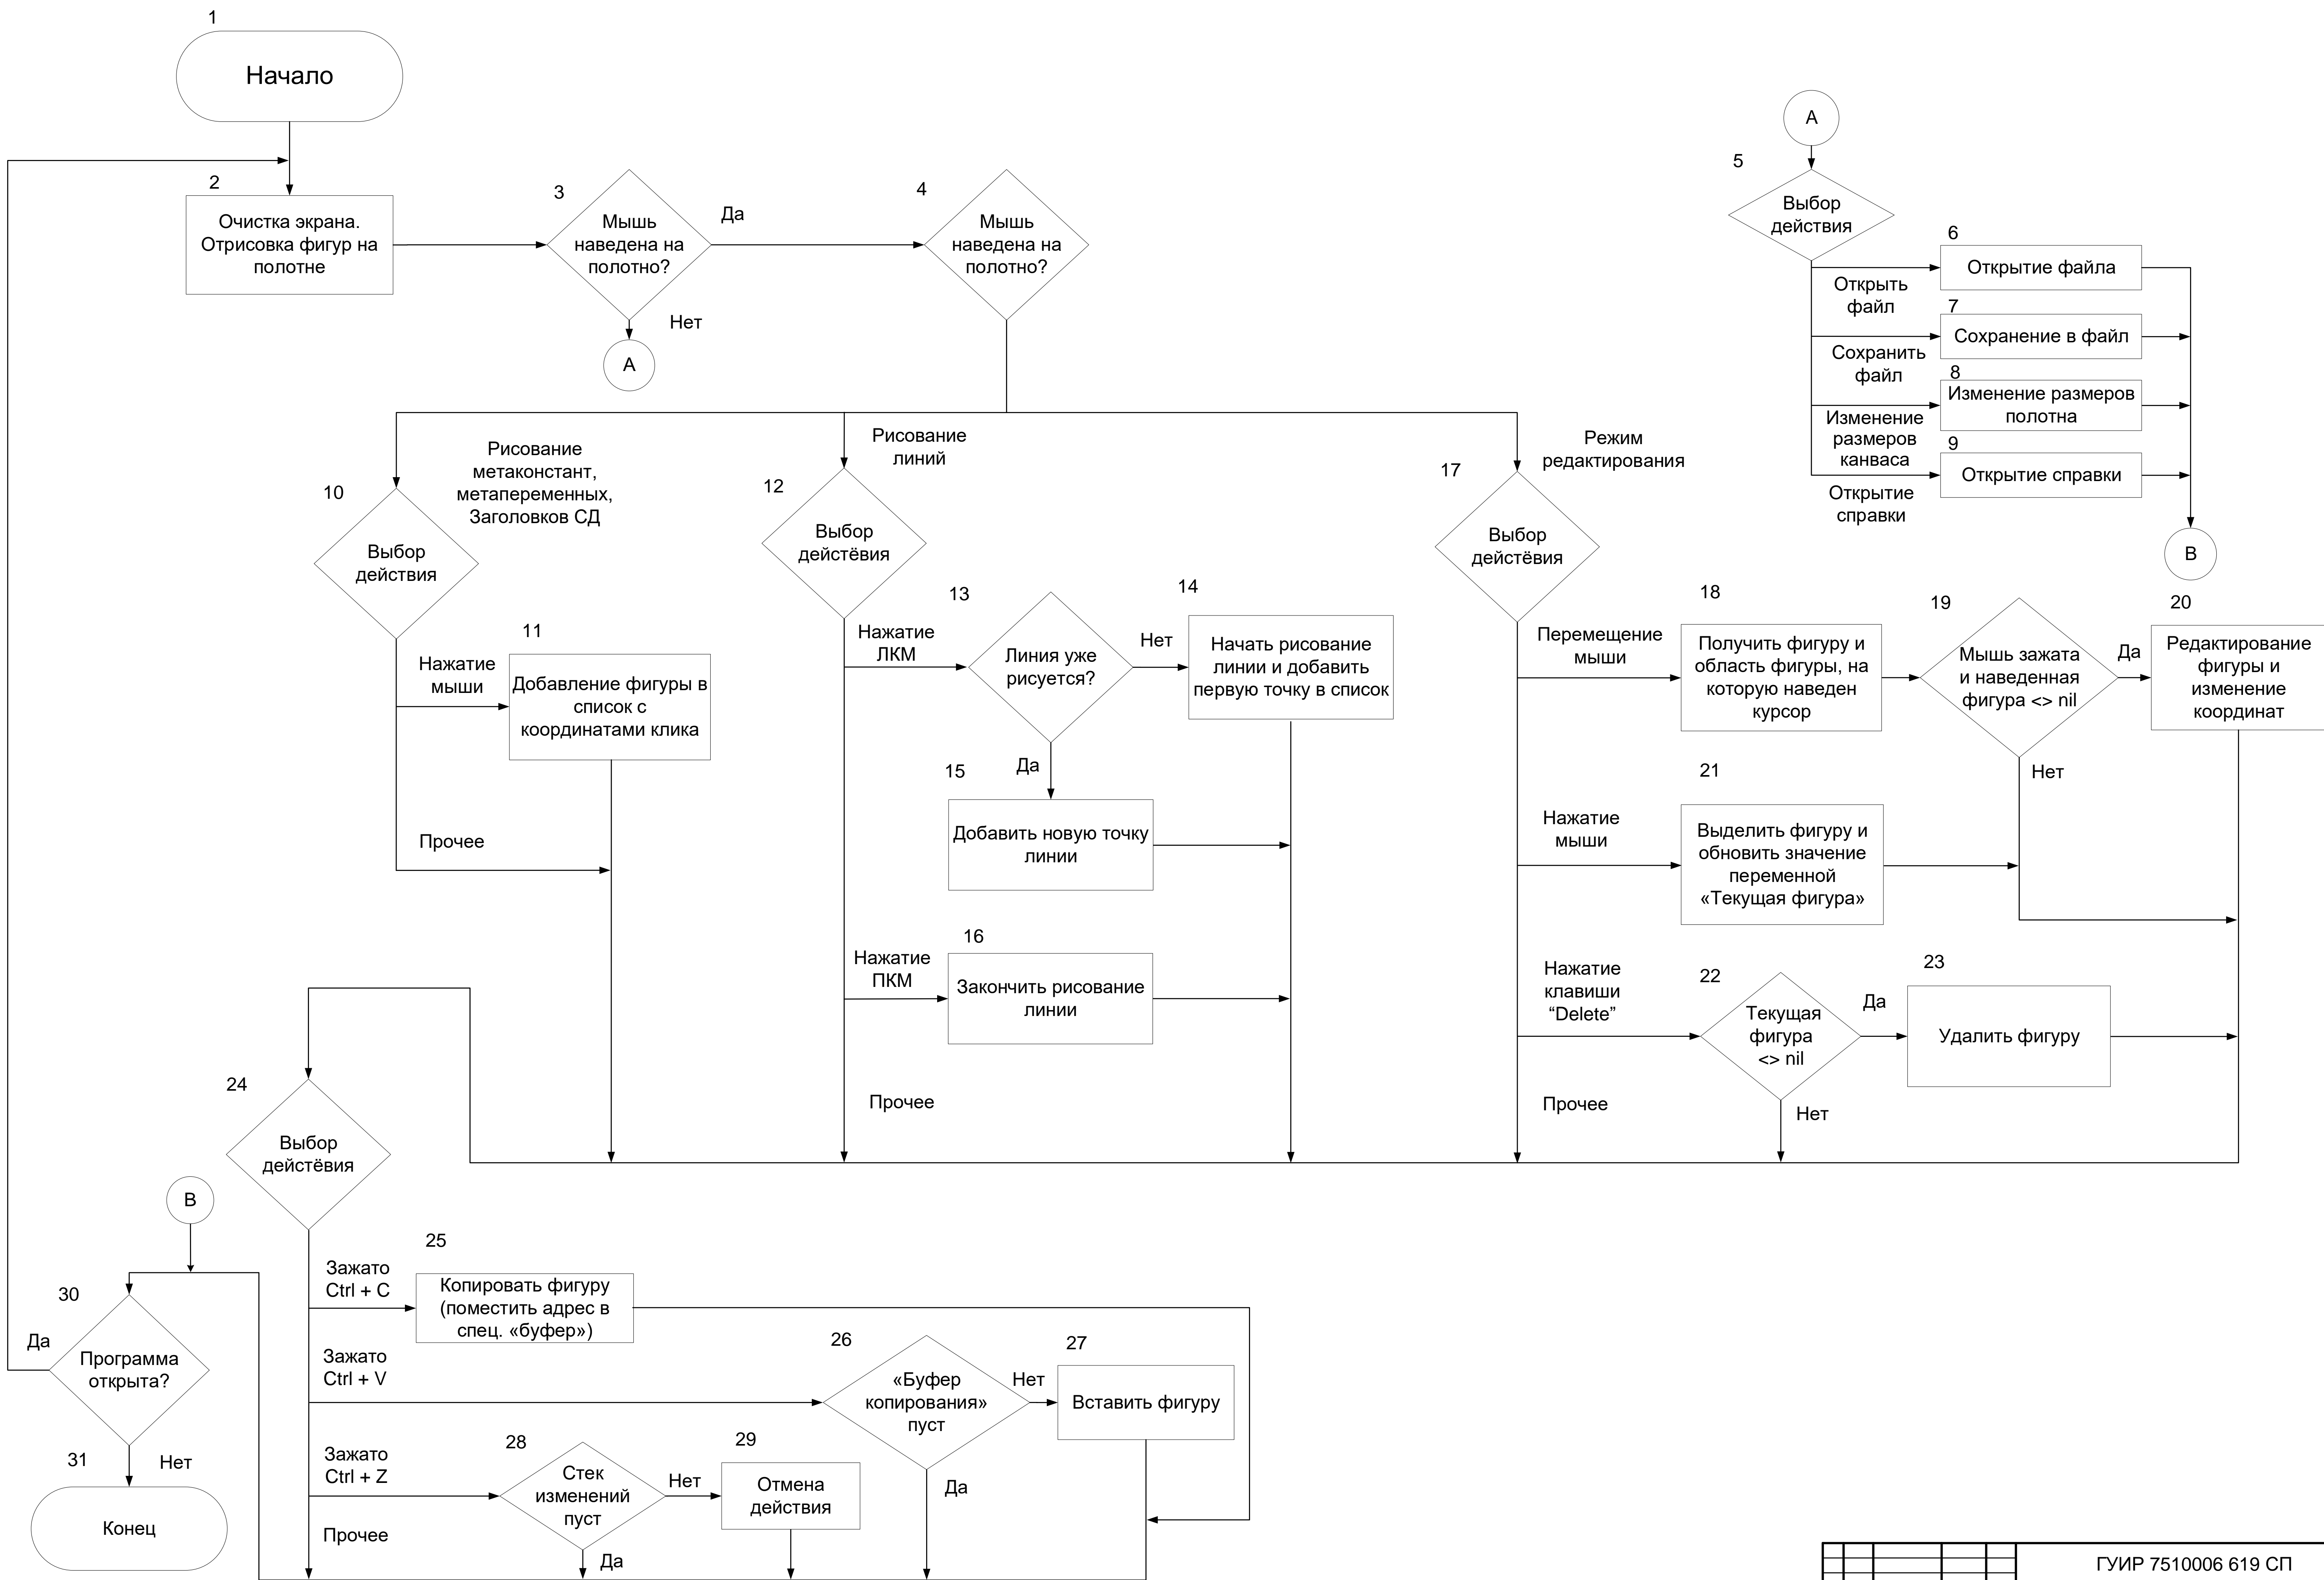 1
Начало
2
Очистка экрана.
Отрисовка фигур на
полотне
3
Мышь
наведена на
полотно?
Да
Нет
А
4
Мышь
наведена на
полотно?
А
5
Выбор
действия
Открыть
файл
6
Открытие файла
Сохранить
файл
7
Сохранение в файл
Изменение
размеров
канваса
8
Изменение размеров
полотна
Открытие
справки
9
Открытие справки
В
Рисование
метаконстант,
метапеременных,
Заголовков СД
10
Выбор
действия
Нажатие
мыши
11
Добавление фигуры в
список с
координатами клика
Прочее
Рисование
линий
12
Выбор
дейстёвия
Нажатие
ЛКМ
13
Линия уже
рисуется?
Нет
14
Начать рисование
линии и добавить
первую точку в список
Да
15
Добавить новую точку
линии
Нажатие
ПКМ
16
Закончить рисование
линии
Прочее
Режим
редактирования
17
Выбор
дейстёвия
Перемещение
мыши
18
Получить фигуру и
область фигуры, на
которую наведен
курсор
19
Мышь зажата
и наведенная
фигура <> nil
Да
20
Редактирование
фигуры и
изменение
координат
Нет
Нажатие
мыши
21
Выделить фигуру и
обновить значение
переменной
«Текущая фигура»
Нажатие
клавиши
“Delete”
22
Текущая
фигура
<> nil
Да
23
Удалить фигуру
Нет
Прочее
24
Выбор
дейстёвия
Зажато
Ctrl + C
25
Копировать фигуру
(поместить адрес в
спец. «буфер»)
Зажато
Ctrl + V
26
«Буфер
копирования»
пуст
Нет
27
Вставить фигуру
Да
Зажато
Ctrl + Z
28
Стек
изменений
пуст
Нет
29
Отмена
действия
Да
Прочее
В
30
Программа
открыта?
Да
Нет
31
Конец
ГУИР 7510006 619 СП